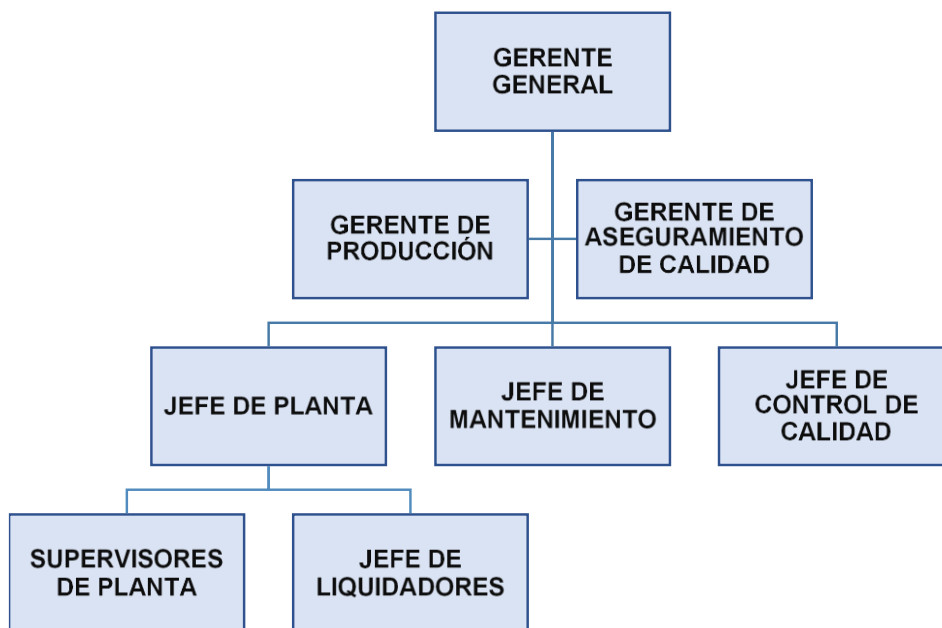 GERENTE
GENERAL
GERENTE DE
PRODUCCIÓN
GERENTE DE
ASEGURAMIENTO
DE CALIDAD
JEFE DE PLANTA
JEFE DE
MANTENIMIENTO
JEFE DE
CONTROL DE
CALIDAD
SUPERVISORES
DE PLANTA
JEFE DE
LIQUIDADORES